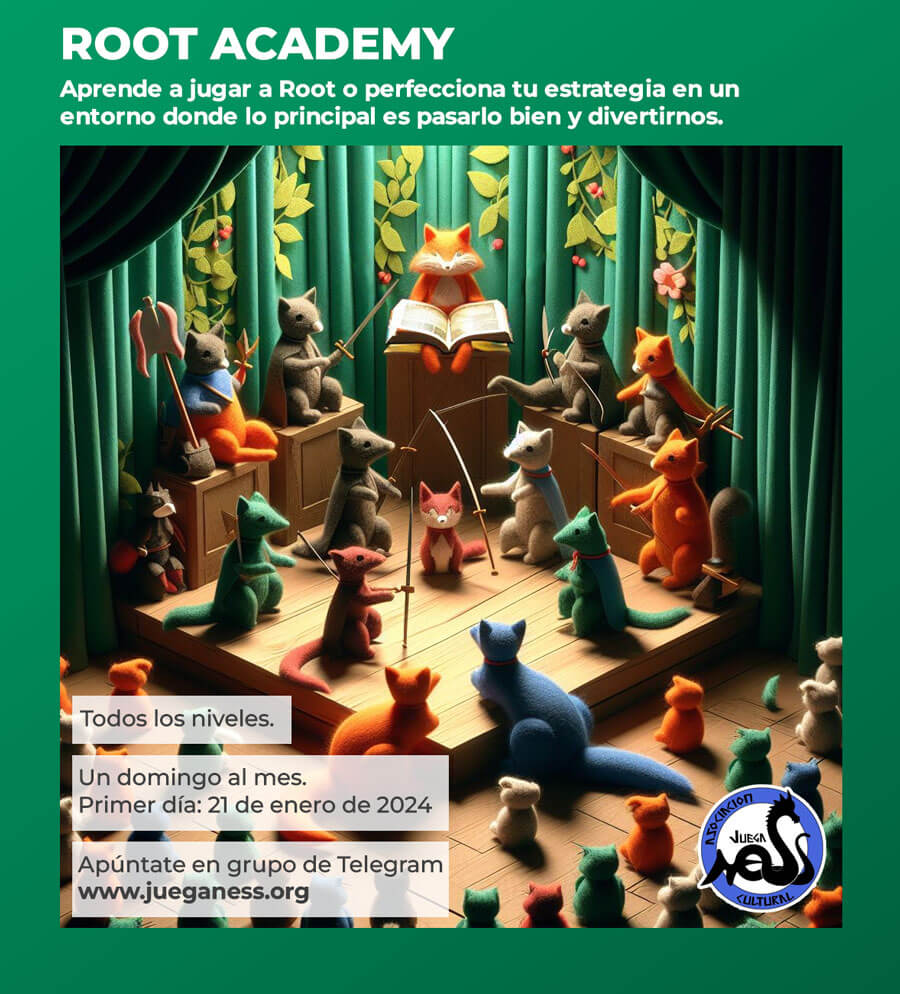 ROOT ACADEMY
Aprende a jugar a Root o perfecciona tu estrategia en un
entorno donde lo principal es pasarlo bien y divertirnos.
Todos los niveles.
Un domingo al mes.
Primer día: 21 de enero de 2024
Apúntate en grupo de Telegram
www.jueganess.org
ASOCIACION
JUEGA
NESS
CULTURAL